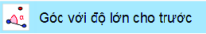 Góc với độ lớn cho trước